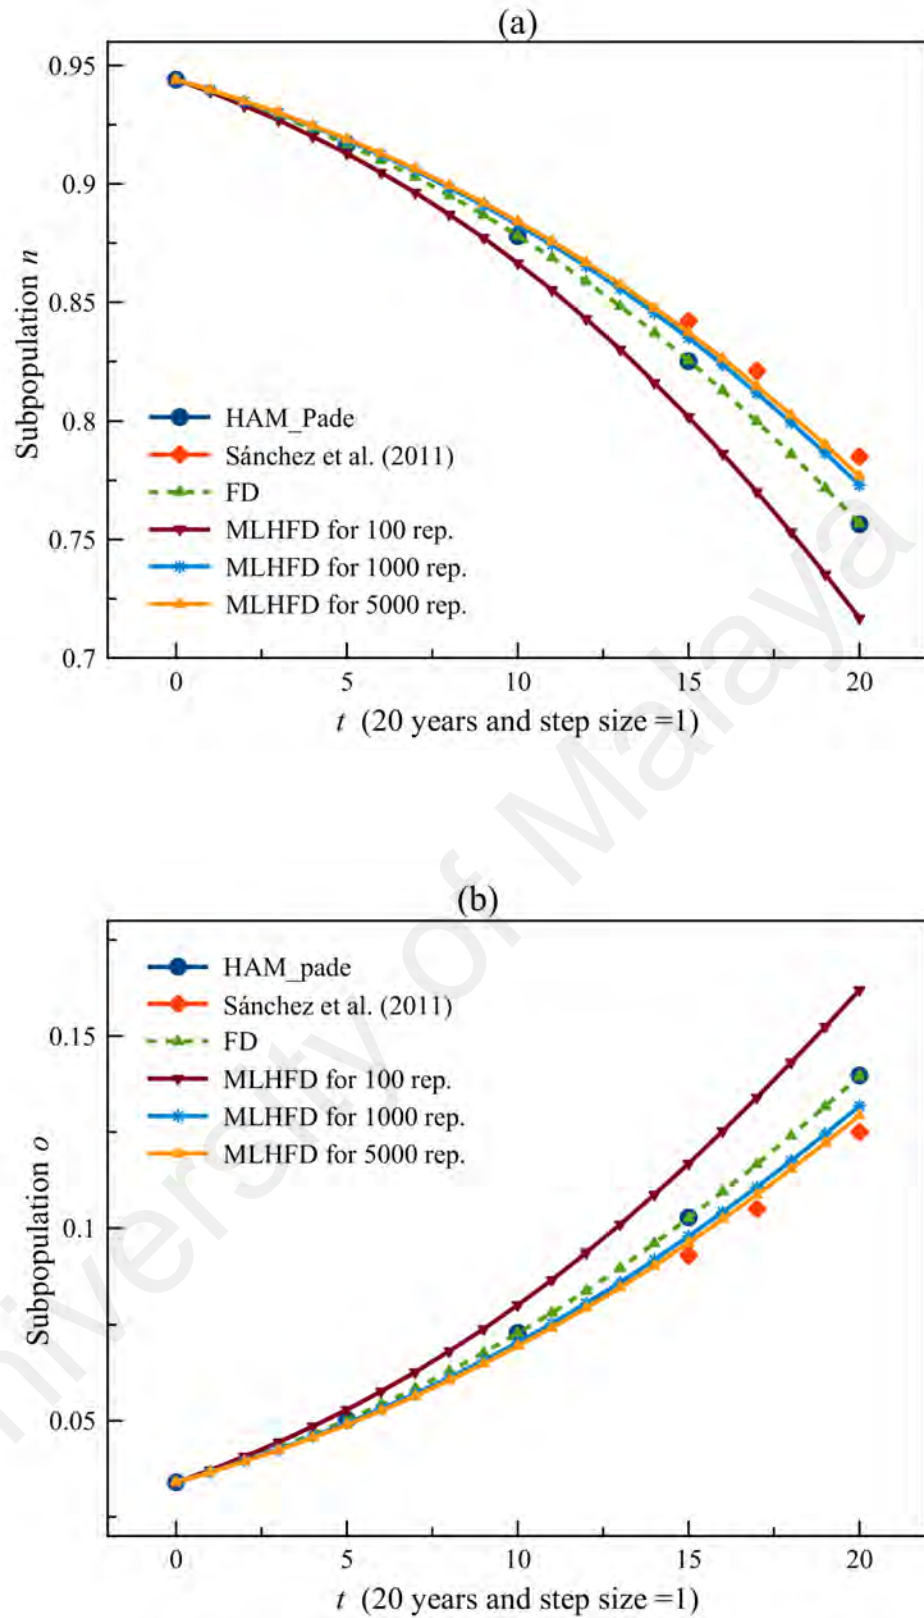 (a)
0.95
0.9
0.85
0.8
0.75
0.7
Subpopulation n
HAM_Pade
Sánchez et al. (2011)
FD
MLHFD for 100 rep.
MLHFD for 1000 rep.
MLHFD for 5000 rep.
0 5 10 15 20
t (20 years and step size =1)
(b)
0.15
0.1
0.05
Subpopulation o
HAM_pade
Sánchez et al. (2011)
FD
MLHFD for 100 rep.
MLHFD for 1000 rep.
MLHFD for 5000 rep.
0 5 10 15 20
t (20 years and step size =1)
University of Malaya